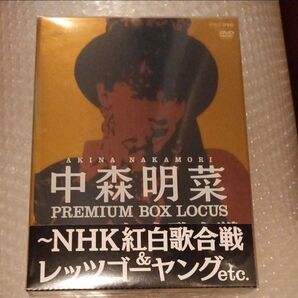 DVD
AKINA NAKAMORI
中森明菜
PREMIUM BOX LOCUS
~NHK紅白歌合戦
&
レッツゴーヤングetc.